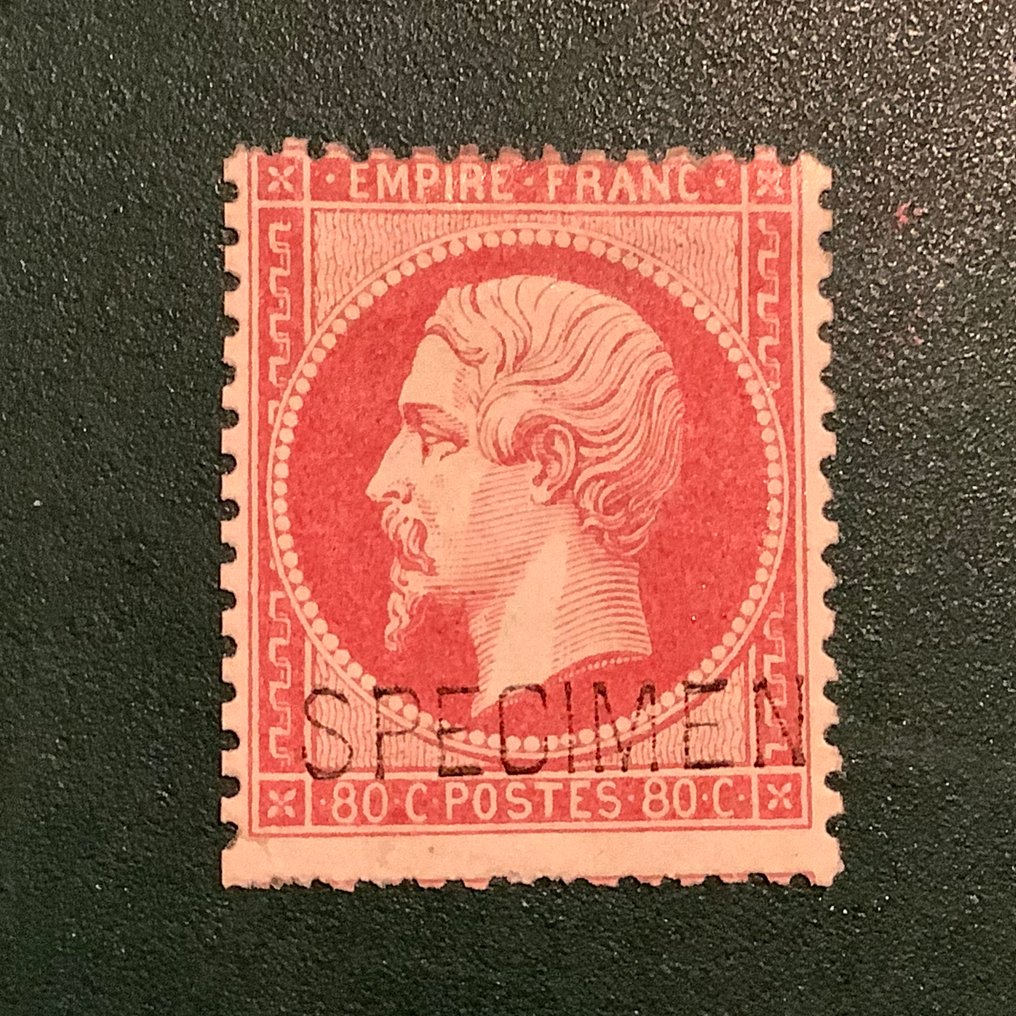 · EMPIRE · FRANC ·
SPECIMEN
· 80 · C POSTES · 80 · C ·